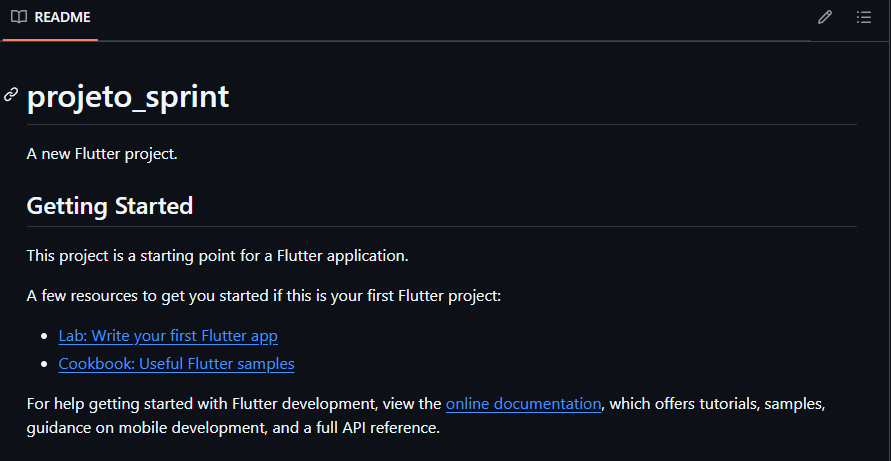 README
projeto_sprint
A new Flutter project.
Getting Started
This project is a starting point for a Flutter application.
A few resources to get you started if this is your first Flutter project:
Lab: Write your first Flutter app
Cookbook: Useful Flutter samples
For help getting started with Flutter development, view the online documentation, which offers tutorials, samples,
guidance on mobile development, and a full API reference.